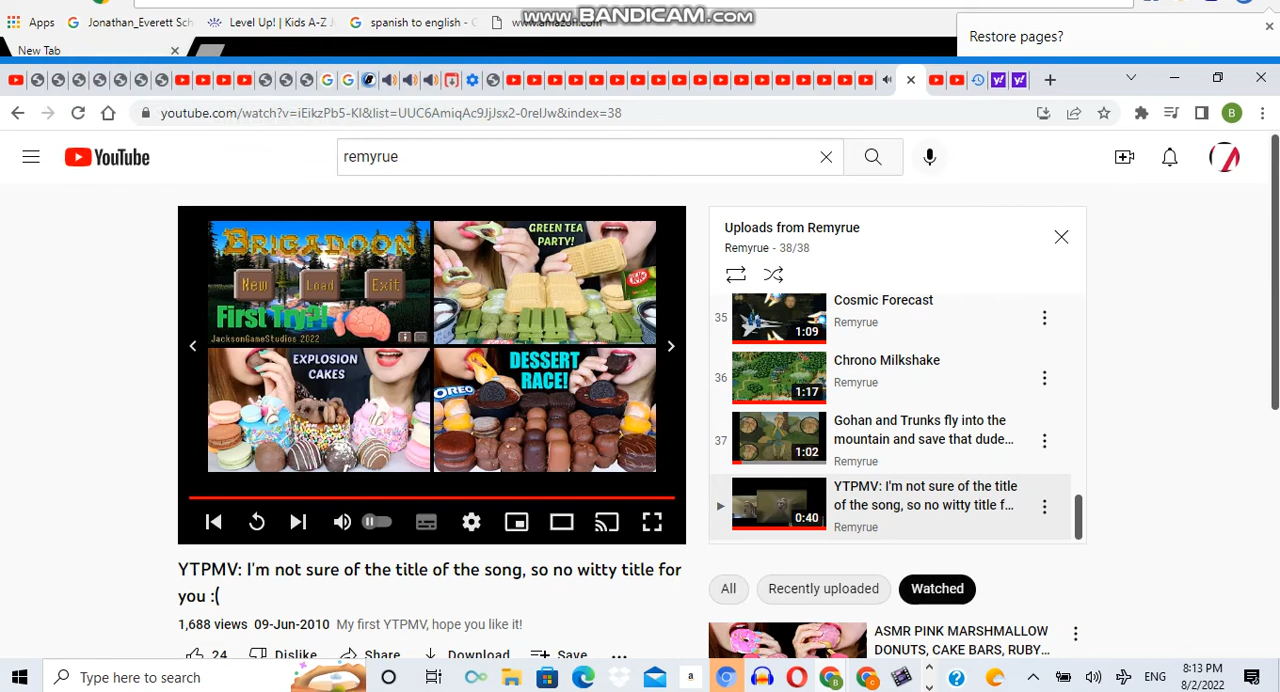 www.BANDICAM.com
Apps
Jonathan_Everett Sch
Level Up! | Kids A-Z
spanish to english -
www.amazon.com
Restore pages?
New Tab
youtube.com/watch?v=iEikzPb5-KI&list=UUC6AmiqAc9JjJsx2-0relJw&index=38
B
YouTube
remyrue
BRIGADOON
New
Load
Exit
First Try?!
JacksonGameStudios 2022
GREEN TEA
PARTY!
KitKat
EXPLOSION
CAKES
DESSERT
RACE!
OREO
Uploads from Remyrue
Remyrue - 38/38
35
Cosmic Forecast
Remyrue
1:09
36
Chrono Milkshake
Remyrue
1:17
37
Gohan and Trunks fly into the
mountain and save that dude...
Remyrue
1:02
YTPMV: I'm not sure of the title
of the song, so no witty title f...
Remyrue
0:40
YTPMV: I'm not sure of the title of the song, so no witty title for
you :(
1,688 views 09-Jun-2010 My first YTPMV, hope you like it!
24 Dislike Share Download Save
All
Recently uploaded
Watched
ASMR PINK MARSHMALLOW
DONUTS, CAKE BARS, RUBY...
Type here to search
ENG
8:13 PM
8/2/2022